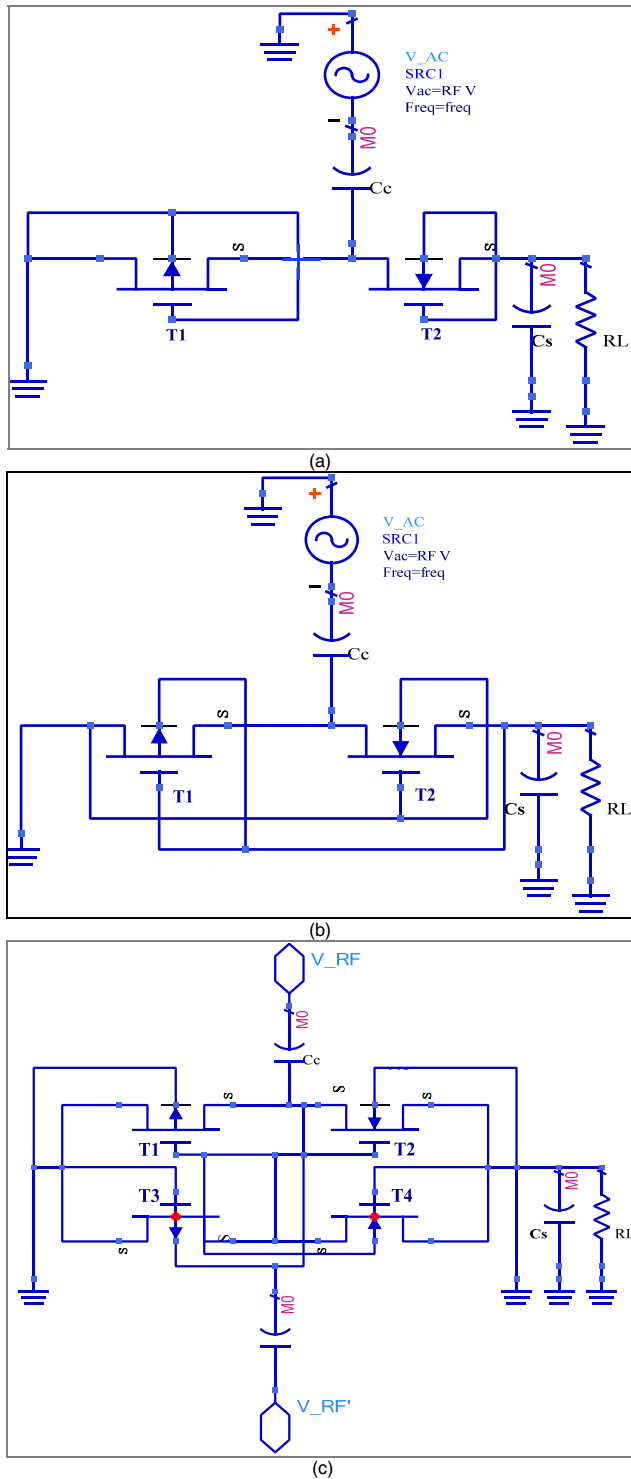 +
V_AC
SRC1
Vac=RF V
Freq=freq
M0
Cc
S
S
M0
T1
T2
Cs
RL
(a)
+
V_AC
SRC1
Vac=RF V
Freq=freq
M0
Cc
S
S
M0
T1
T2
Cs
RL
(b)
V_RF
M0
Cc
S
S
S
T1
T2
M0
T3
T4
Cs
RL
S
S
S
M0
V_RF'
(c)